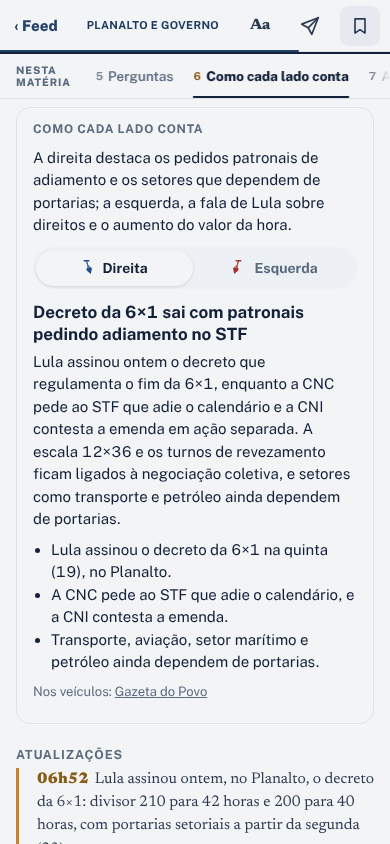 ‹ Feed
PLANALTO E GOVERNO
Aa
NESTA
MATÉRIA
5 Perguntas
6 Como cada lado conta
7 A
COMO CADA LADO CONTA
A direita destaca os pedidos patronais de
adiamento e os setores que dependem de
portarias; a esquerda, a fala de Lula sobre
direitos e o aumento do valor da hora.
Direita
Esquerda
Decreto da 6×1 sai com patronais
pedindo adiamento no STF
Lula assinou ontem o decreto que
regulamenta o fim da 6×1, enquanto a CNC
pede ao STF que adie o calendário e a CNI
contesta a emenda em ação separada. A
escala 12×36 e os turnos de revezamento
ficam ligados à negociação coletiva, e setores
como transporte e petróleo ainda dependem
de portarias.
• Lula assinou o decreto da 6×1 na quinta
(19), no Planalto.
• A CNC pede ao STF que adie o calendário, e
a CNI contesta a emenda.
• Transporte, aviação, setor marítimo e
petróleo ainda dependem de portarias.
Nos veículos: Gazeta do Povo
ATUALIZAÇÕES
06h52 Lula assinou ontem, no Planalto, o decreto
da 6×1: divisor 210 para 42 horas e 200 para 40
horas, com portarias setoriais a partir da segunda